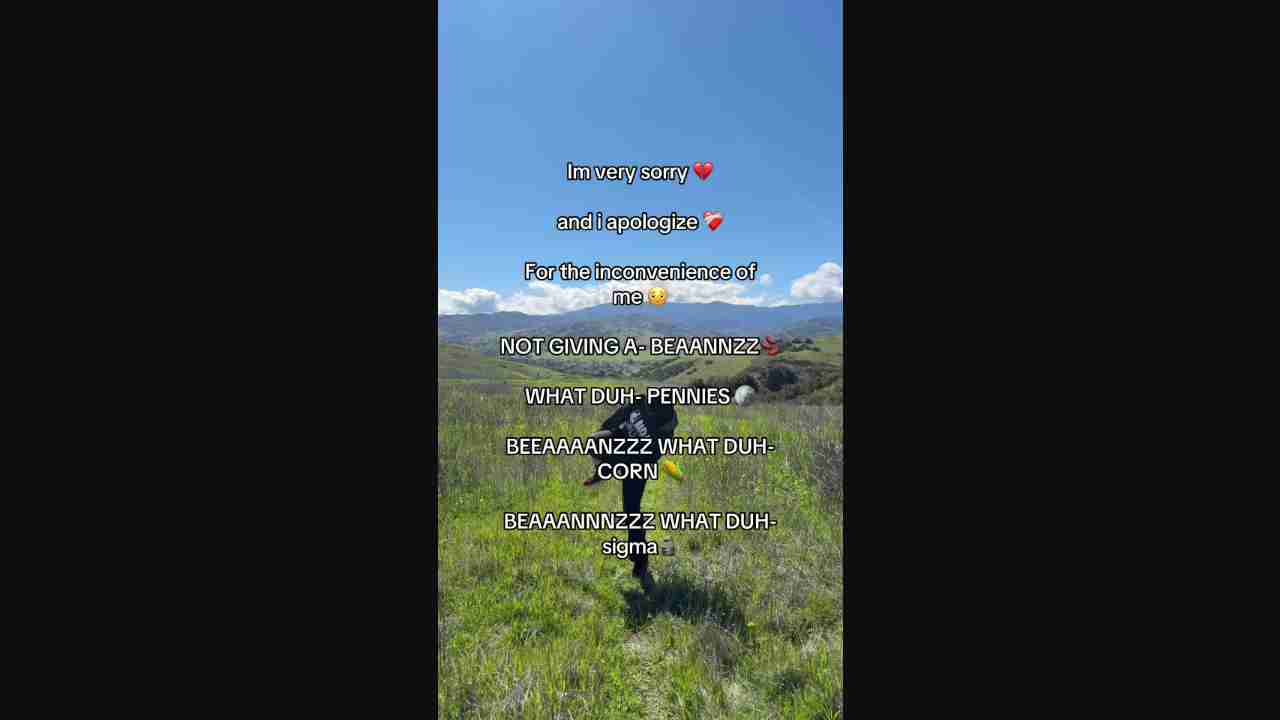 Im very sorry 💔
and i apologize ❤️‍🩹
For the inconvenience of
me 😳
NOT GIVING A- BEAANNZZ🫘
WHAT DUH- PENNIES 🪙
BEEAAAANZZZ WHAT DUH-
CORN 🌽
BEAAANNNZZZ WHAT DUH-
sigma🗿